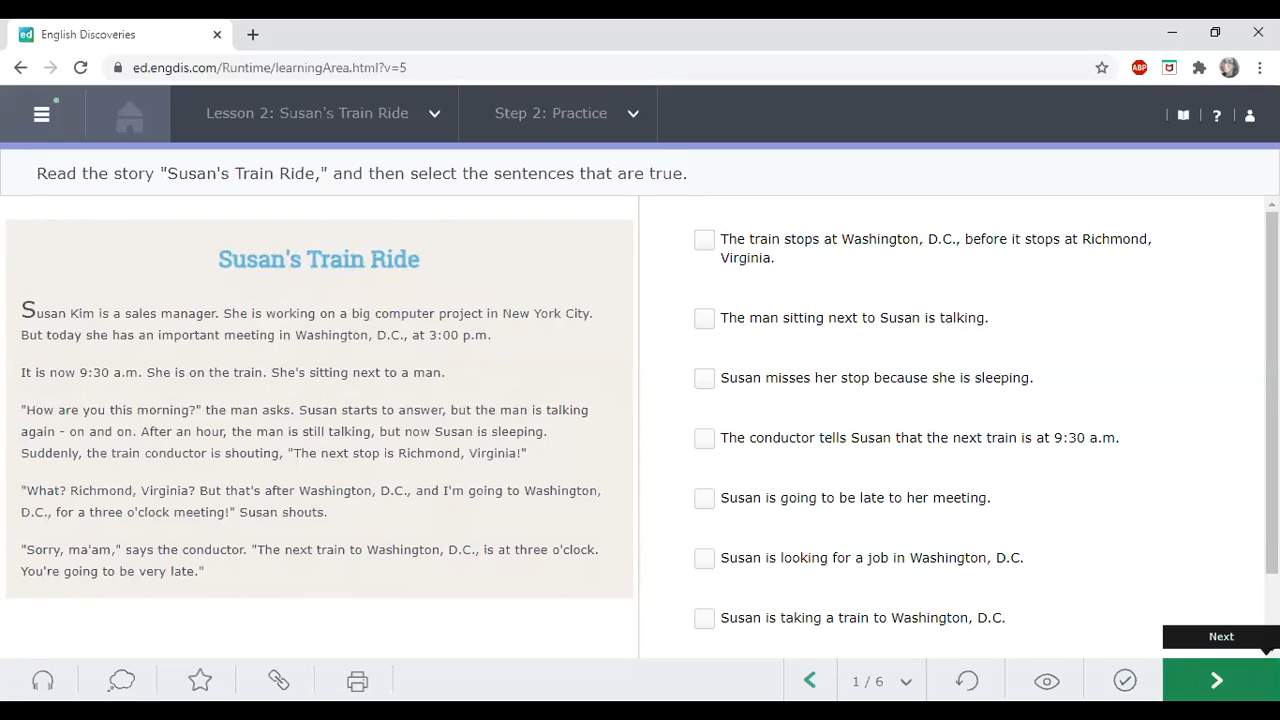 English Discoveries
ed.engdis.com/Runtime/learningArea.html?v=5
ABP
Lesson 2: Susan's Train Ride
Step 2: Practice
Read the story "Susan's Train Ride," and then select the sentences that are true.
Susan's Train Ride
Susan Kim is a sales manager. She is working on a big computer project in New York City.
But today she has an important meeting in Washington, D.C., at 3:00 p.m.
It is now 9:30 a.m. She is on the train. She's sitting next to a man.
"How are you this morning?" the man asks. Susan starts to answer, but the man is talking
again - on and on. After an hour, the man is still talking, but now Susan is sleeping.
Suddenly, the train conductor is shouting, "The next stop is Richmond, Virginia!"
"What? Richmond, Virginia? But that's after Washington, D.C., and I'm going to Washington,
D.C., for a three o'clock meeting!" Susan shouts.
"Sorry, ma'am," says the conductor. "The next train to Washington, D.C., is at three o'clock.
You're going to be very late."
The train stops at Washington, D.C., before it stops at Richmond,
Virginia.
The man sitting next to Susan is talking.
Susan misses her stop because she is sleeping.
The conductor tells Susan that the next train is at 9:30 a.m.
Susan is going to be late to her meeting.
Susan is looking for a job in Washington, D.C.
Susan is taking a train to Washington, D.C.
Next
1 / 6